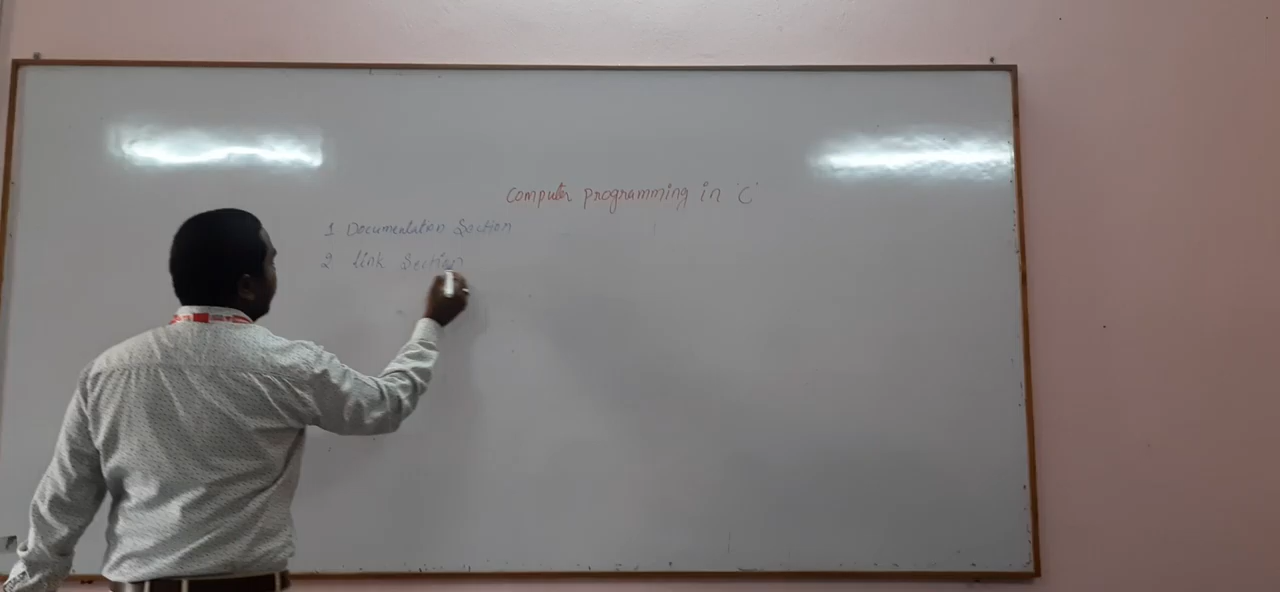 Computer programming in 'C'
1 Documentation Section
2 link Section